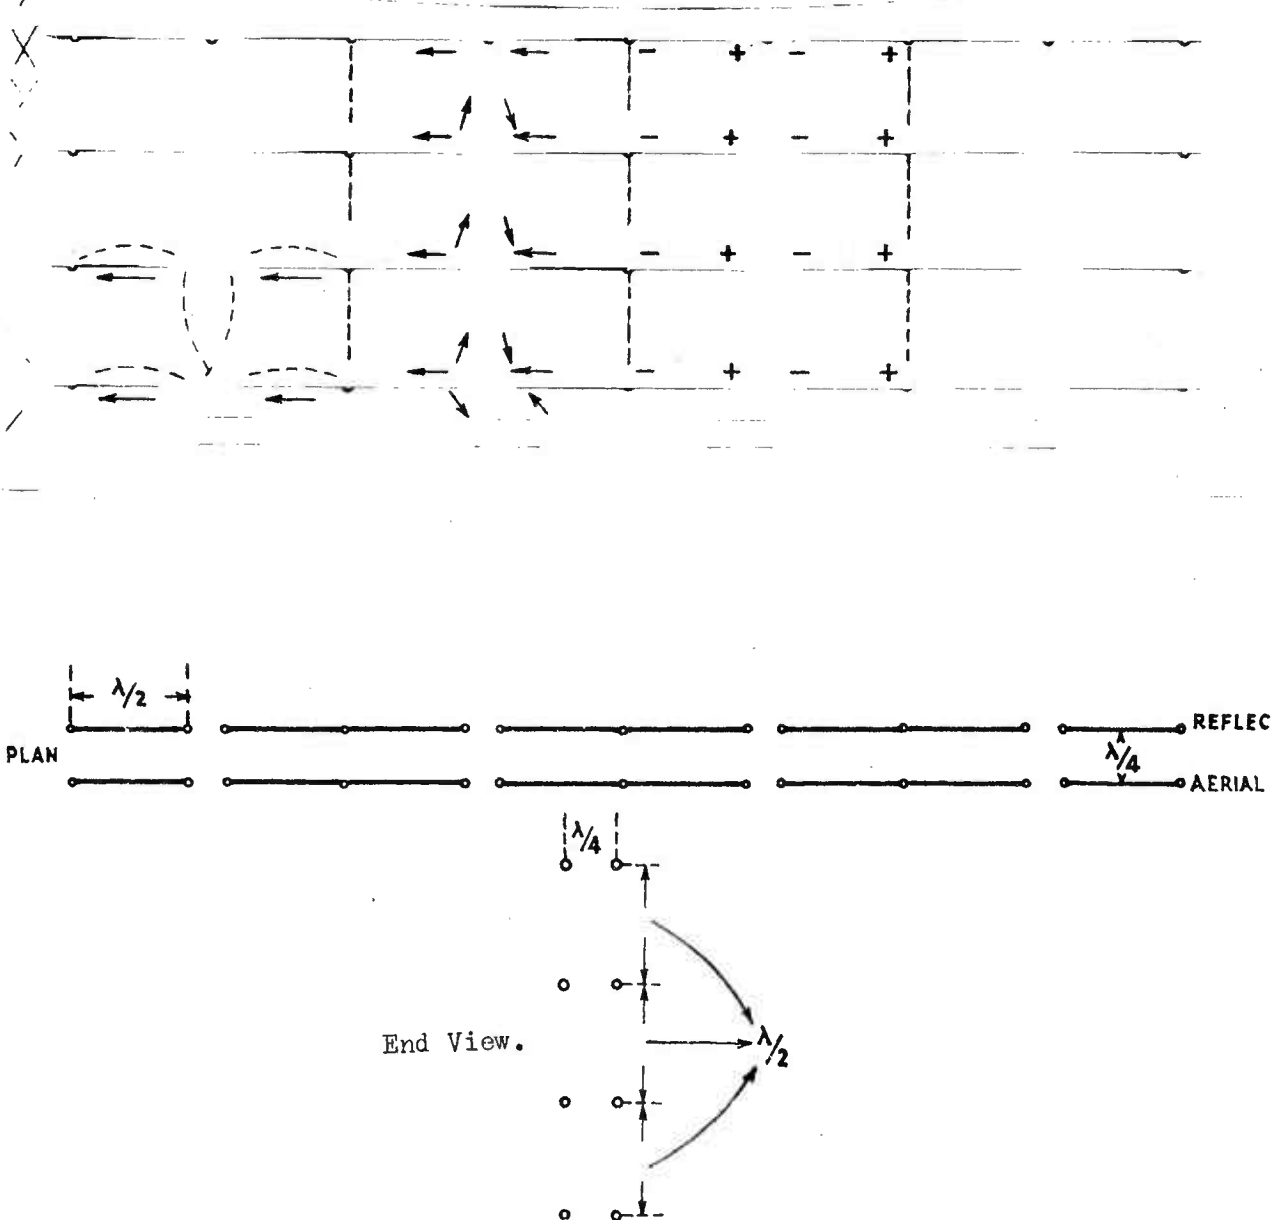 − + − +
− + − +
− + − +
− + − +
λ/2
REFLEC
PLAN
λ/4
AERIAL
λ/4
End View.
λ/2